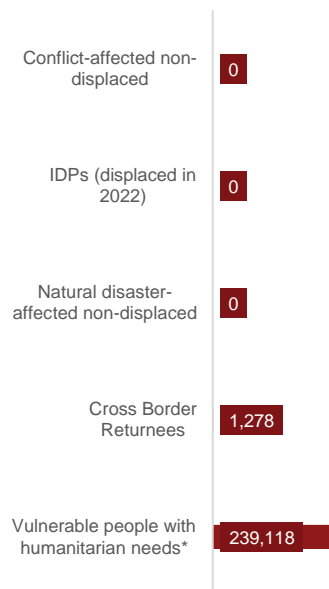 Conflict-affected non-
displaced
0
IDPs (displaced in
2022)
0
Natural disaster-
affected non-displaced
0
Cross Border
Returnees
1,278
Vulnerable people with
humanitarian needs*
239,118